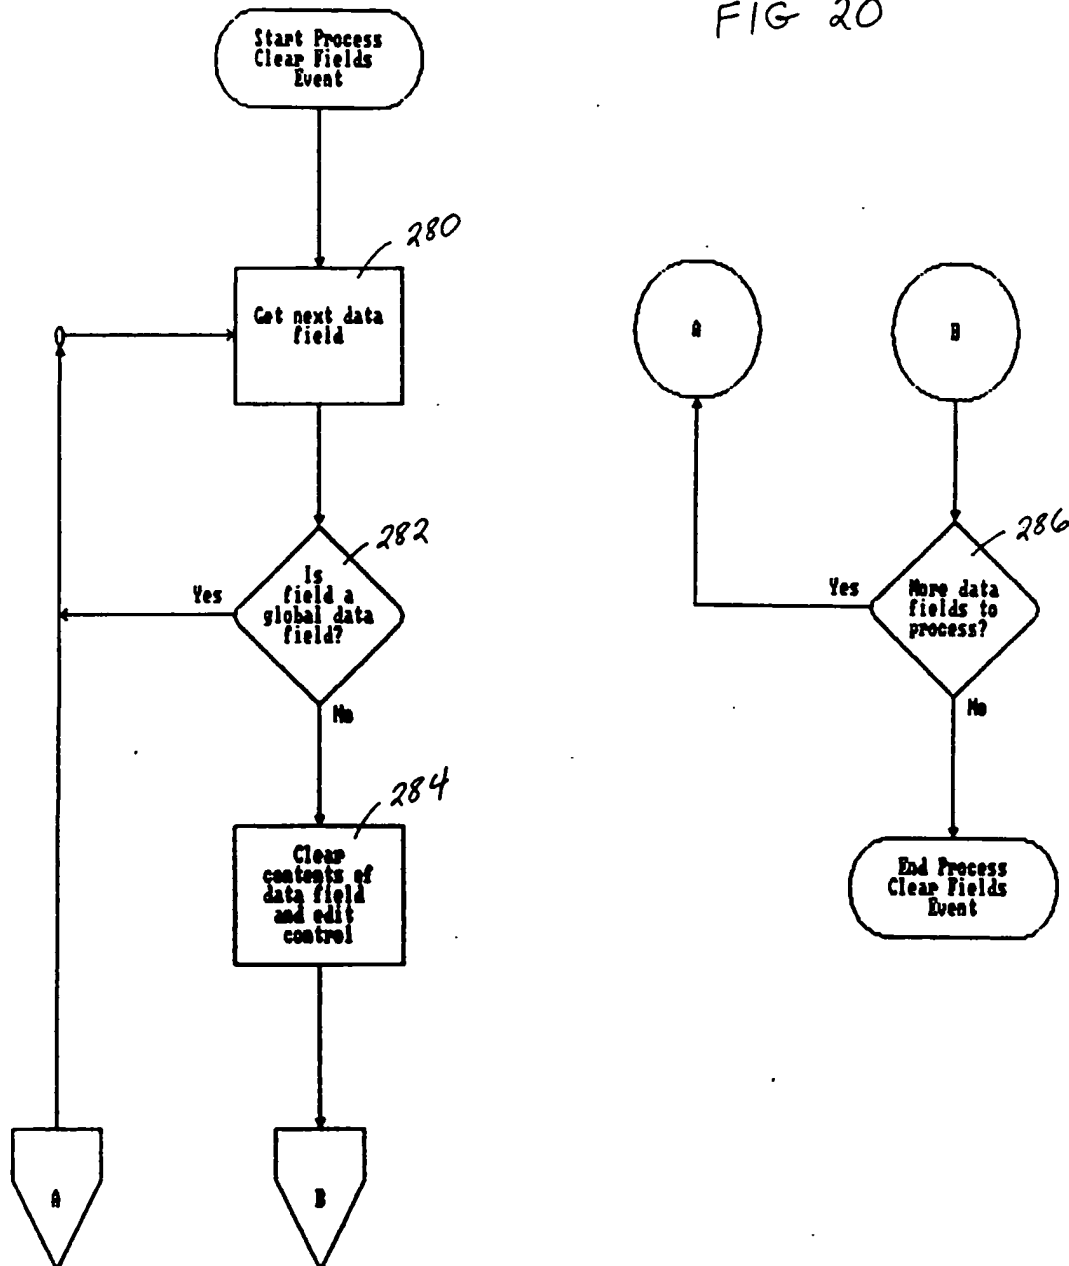 FIG 20
Start Process
Clear Fields
Event
280
Get next data
field
282
Is
field a
global data
field?
Yes
No
284
Clear
contents of
data field
and edit
control
A
B
A
B
286
More data
fields to
process?
Yes
No
End Process
Clear Fields
Event